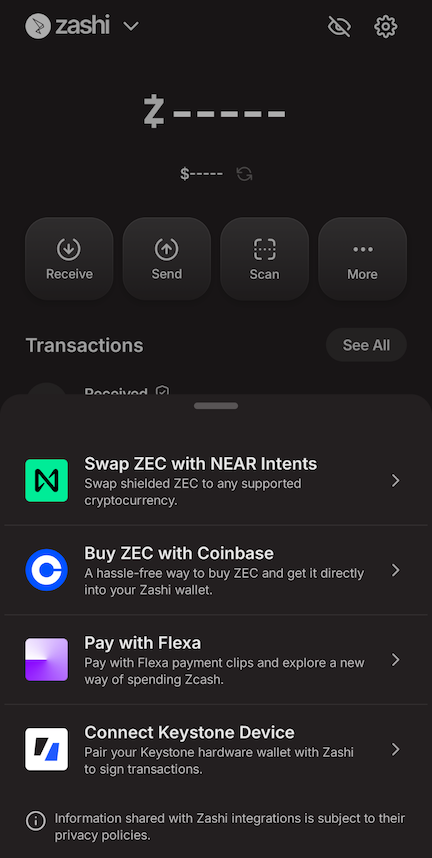 zashi
ⓩ-----
$-----
Receive
Send
Scan
More
Transactions
See All
Received
Swap ZEC with NEAR Intents
Swap shielded ZEC to any supported
cryptocurrency.
Buy ZEC with Coinbase
A hassle-free way to buy ZEC and get it directly
into your Zashi wallet.
Pay with Flexa
Pay with Flexa payment clips and explore a new
way of spending Zcash.
Connect Keystone Device
Pair your Keystone hardware wallet with Zashi
to sign transactions.
Information shared with Zashi integrations is subject to their
privacy policies.